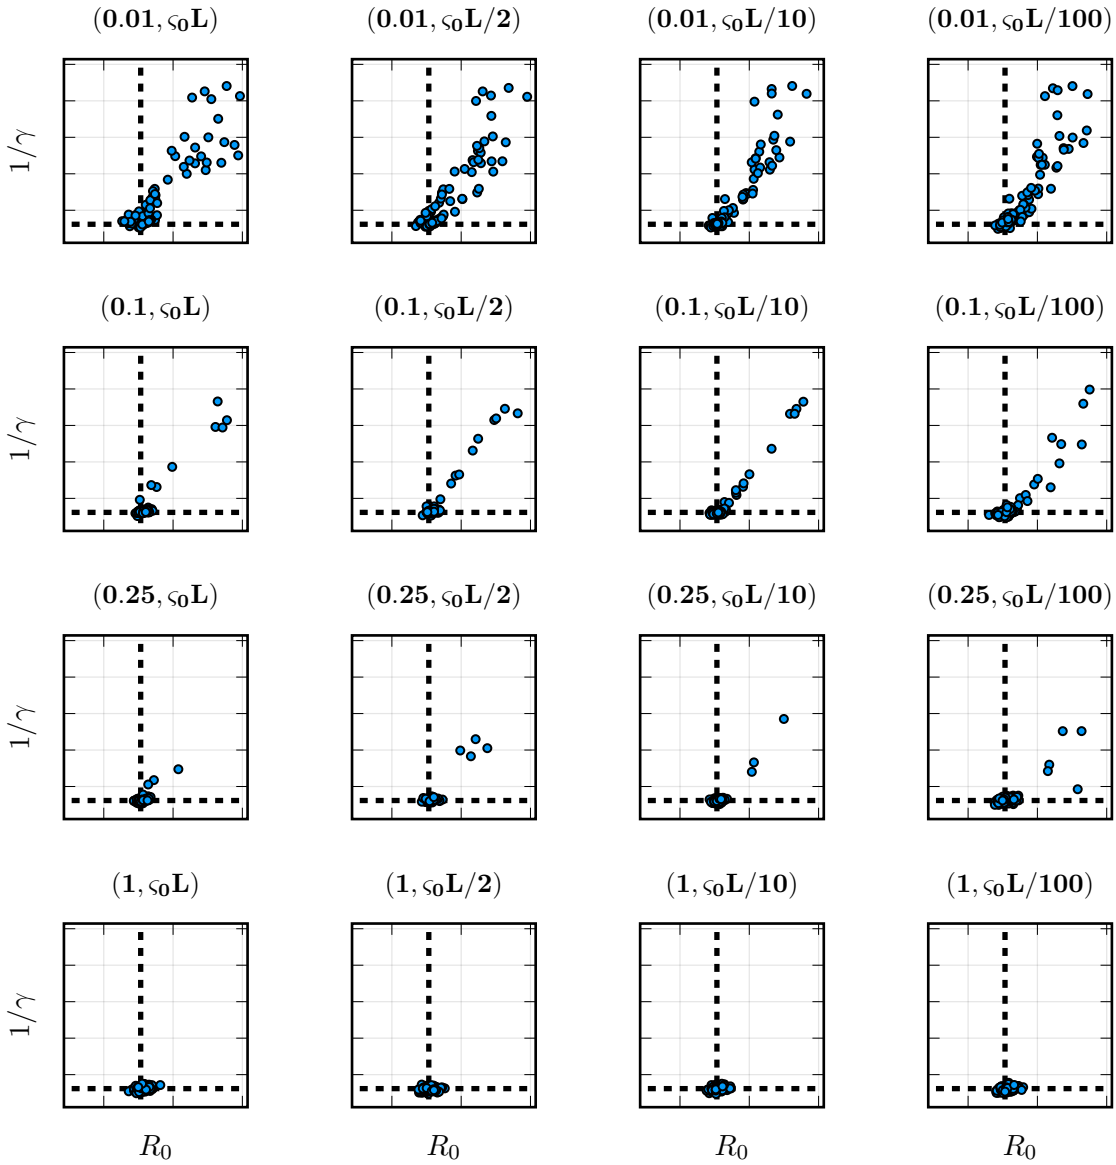 (0.01, ς₀L) (0.01, ς₀L/2) (0.01, ς₀L/10) (0.01, ς₀L/100)
1/γ
(0.1, ς₀L) (0.1, ς₀L/2) (0.1, ς₀L/10) (0.1, ς₀L/100)
1/γ
(0.25, ς₀L) (0.25, ς₀L/2) (0.25, ς₀L/10) (0.25, ς₀L/100)
1/γ
(1, ς₀L) (1, ς₀L/2) (1, ς₀L/10) (1, ς₀L/100)
1/γ
R₀ R₀ R₀ R₀